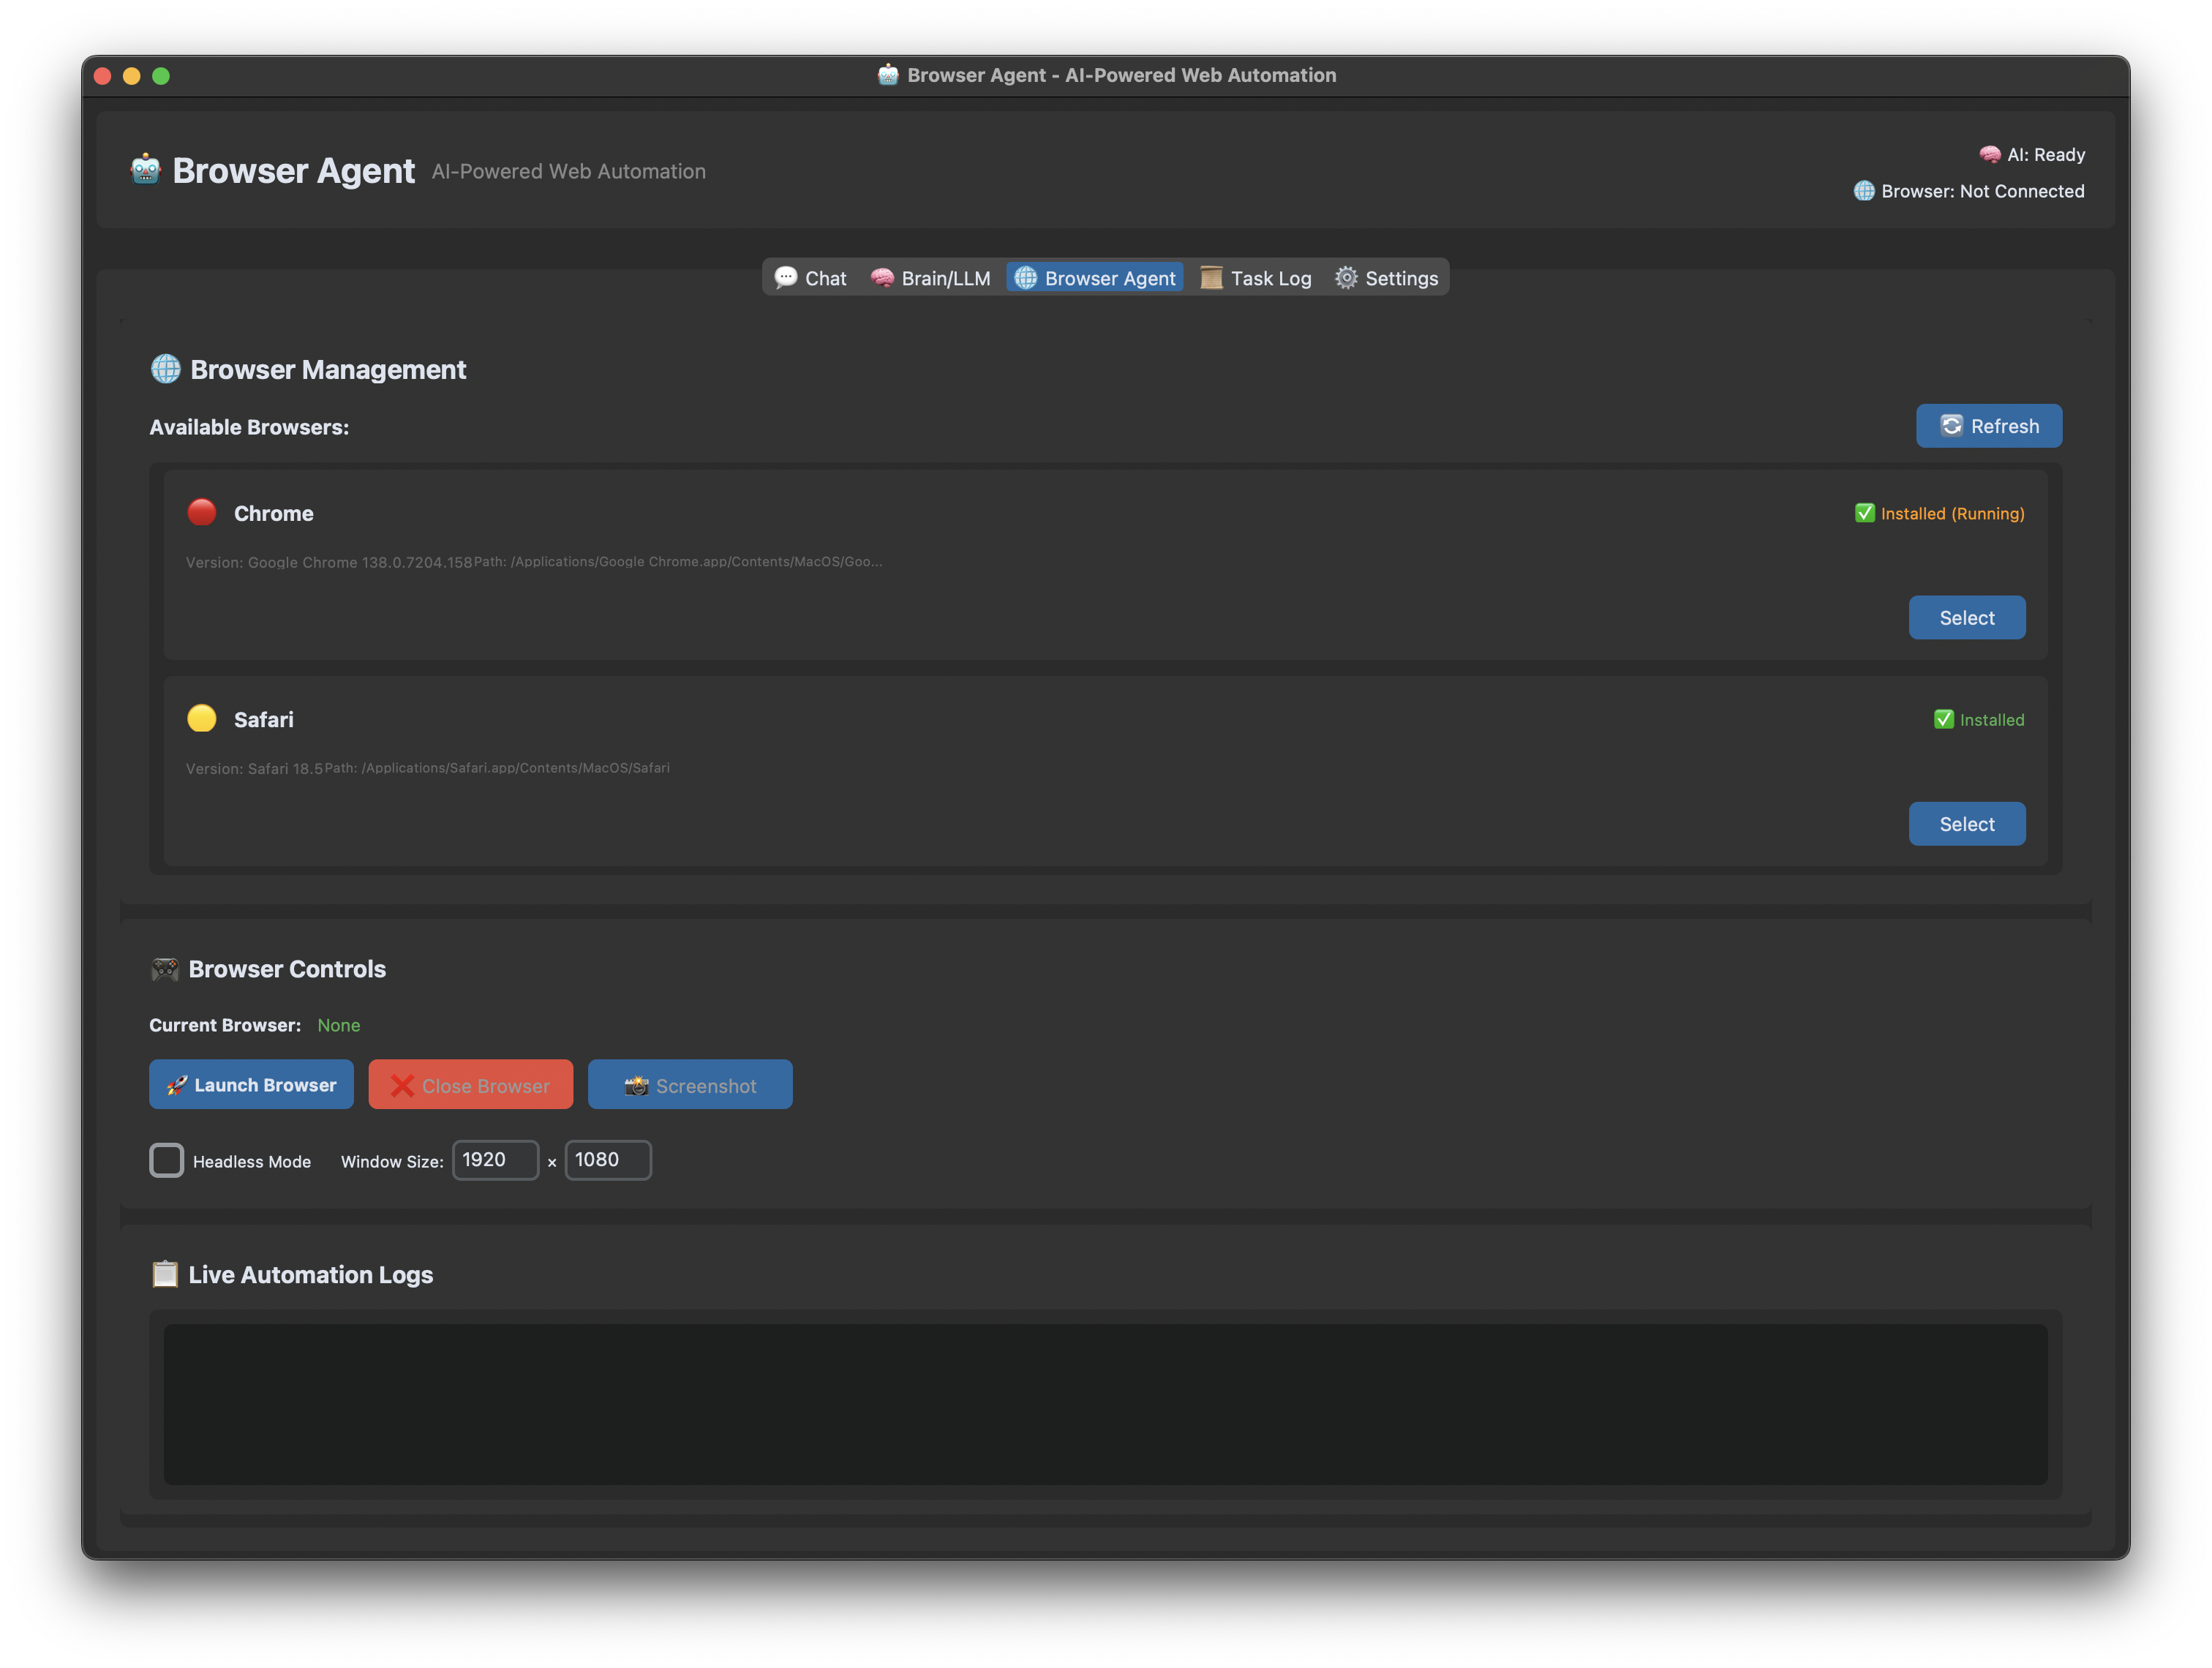 🤖 Browser Agent - AI-Powered Web Automation
🤖 Browser Agent AI-Powered Web Automation
🧠 AI: Ready
🌐 Browser: Not Connected
💬 Chat 🧠 Brain/LLM 🌐 Browser Agent 📜 Task Log ⚙️ Settings
🌐 Browser Management
Available Browsers:
🔄 Refresh
🔴 Chrome
✅ Installed (Running)
Version: Google Chrome 138.0.7204.158 Path: /Applications/Google Chrome.app/Contents/MacOS/Goo...
Select
🟡 Safari
✅ Installed
Version: Safari 18.5 Path: /Applications/Safari.app/Contents/MacOS/Safari
Select
🎮 Browser Controls
Current Browser: None
🚀 Launch Browser ❌ Close Browser 📸 Screenshot
Headless Mode Window Size: 1920 × 1080
📋 Live Automation Logs